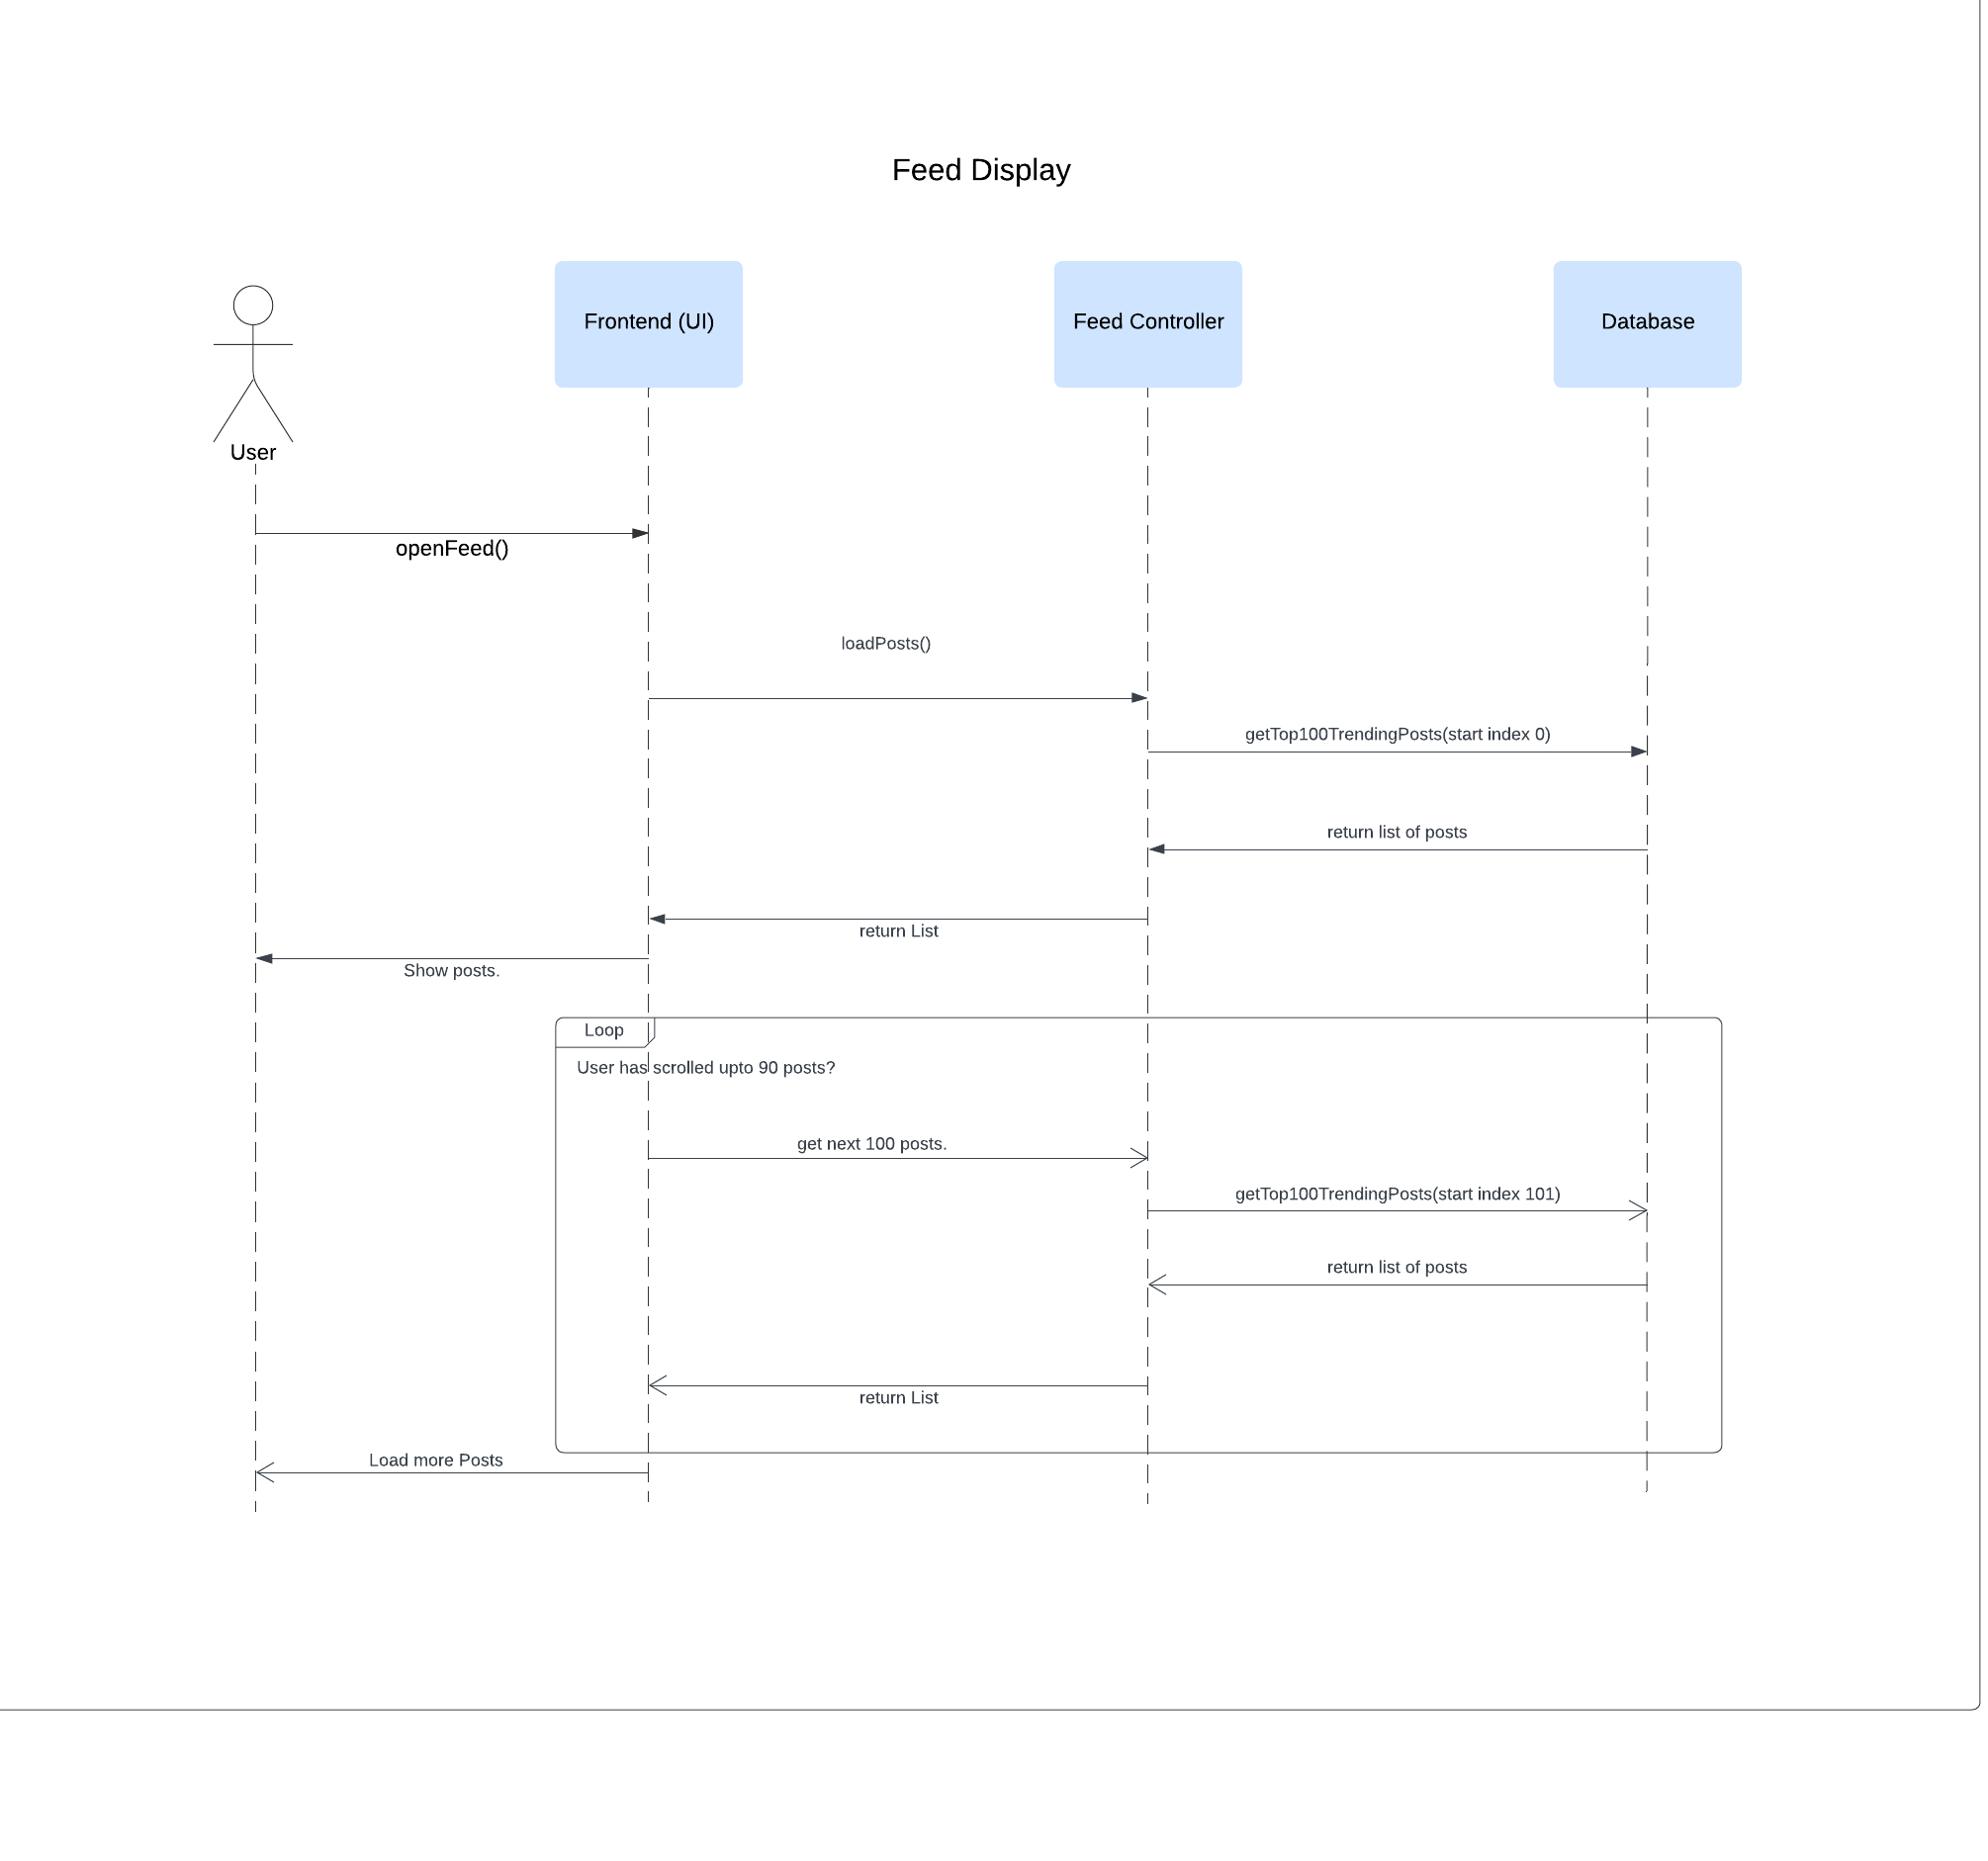 Feed Display
Frontend (UI)
Feed Controller
Database
User
openFeed()
loadPosts()
getTop100TrendingPosts(start index 0)
return list of posts
return List
Show posts.
Loop
User has scrolled upto 90 posts?
get next 100 posts.
getTop100TrendingPosts(start index 101)
return list of posts
return List
Load more Posts